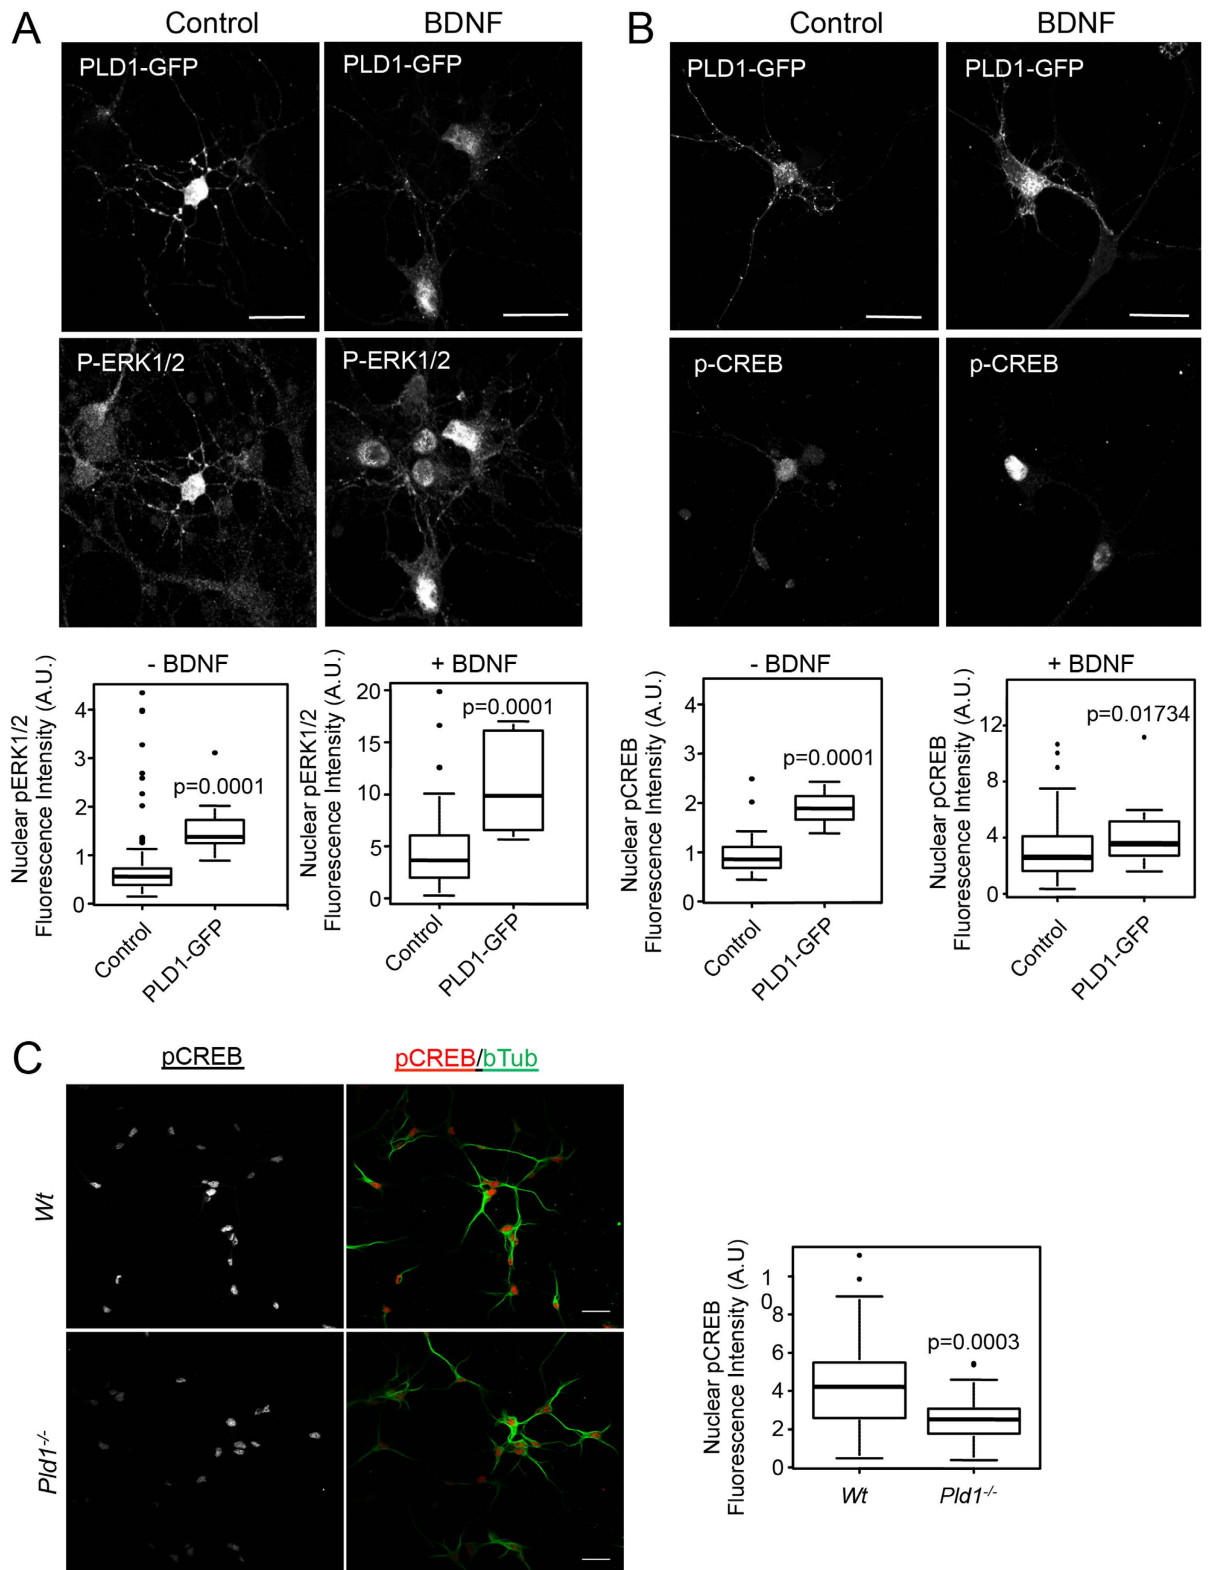 A
Control
BDNF
PLD1-GFP
PLD1-GFP
P-ERK1/2
P-ERK1/2
- BDNF
Nuclear pERK1/2
Fluorescence Intensity (A.U.)
4
3
2
1
0
p=0.0001
Control
PLD1-GFP
+ BDNF
Nuclear pERK1/2
Fluorescence Intensity (A.U.)
20
15
10
5
0
p=0.0001
Control
PLD1-GFP
B
Control
BDNF
PLD1-GFP
PLD1-GFP
p-CREB
p-CREB
- BDNF
Nuclear pCREB
Fluorescence Intensity (A.U.)
4
3
2
1
0
p=0.0001
Control
PLD1-GFP
+ BDNF
Nuclear pCREB
Fluorescence Intensity (A.U.)
12
8
4
0
p=0.01734
Control
PLD1-GFP
C
pCREB
pCREB/bTub
Wt
Pld1-/-
Nuclear pCREB
Fluorescence Intensity (A.U)
1
0
8
6
4
2
0
p=0.0003
Wt
Pld1-/-